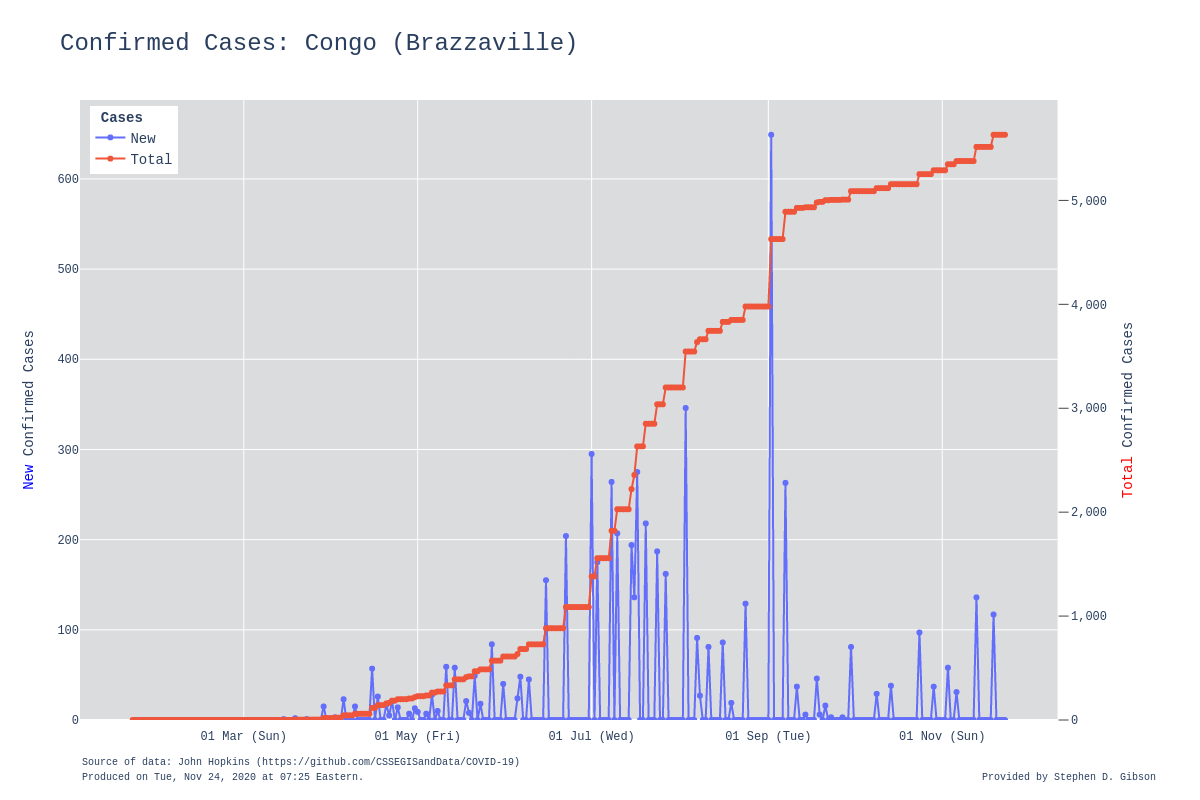 Confirmed Cases: Congo (Brazzaville)
Cases
New
Total
600
500
400
300
200
100
0
New Confirmed Cases
5,000
4,000
3,000
2,000
1,000
0
Total Confirmed Cases
01 Mar (Sun) 01 May (Fri) 01 Jul (Wed) 01 Sep (Tue) 01 Nov (Sun)
Source of data: John Hopkins (https://github.com/CSSEGISandData/COVID-19)
Produced on Tue, Nov 24, 2020 at 07:25 Eastern.
Provided by Stephen D. Gibson